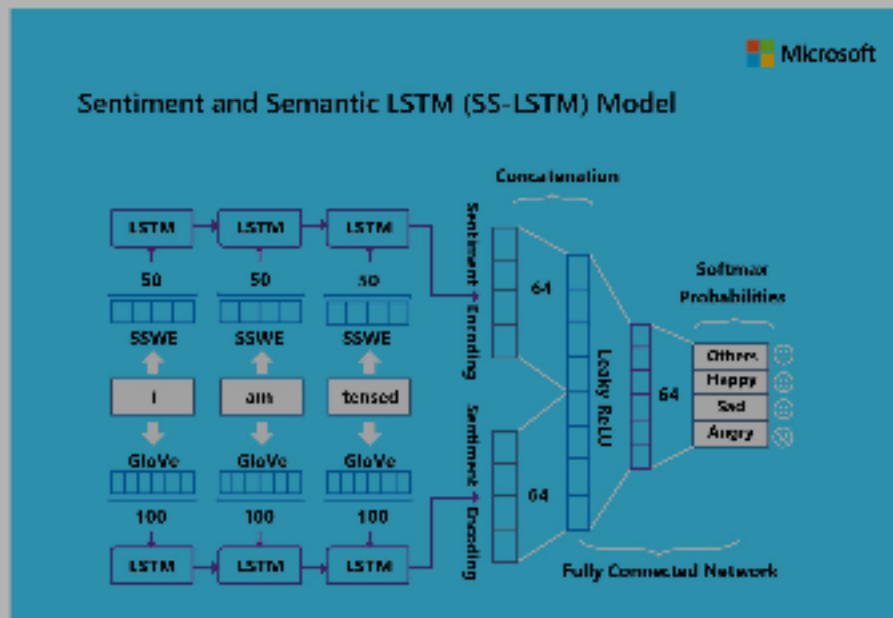 Microsoft
Sentiment and Semantic LSTM (SS-LSTM) Model
Concatenation
LSTM LSTM LSTM
50 50 50
SSWE SSWE SSWE
i am tensed
GloVe GloVe GloVe
100 100 100
LSTM LSTM LSTM
Sentiment Encoding
64
Sentiment Encoding
64
Leaky ReLU
64
Softmax
Probabilities
Others
Happy
Sad
Angry
Fully Connected Network